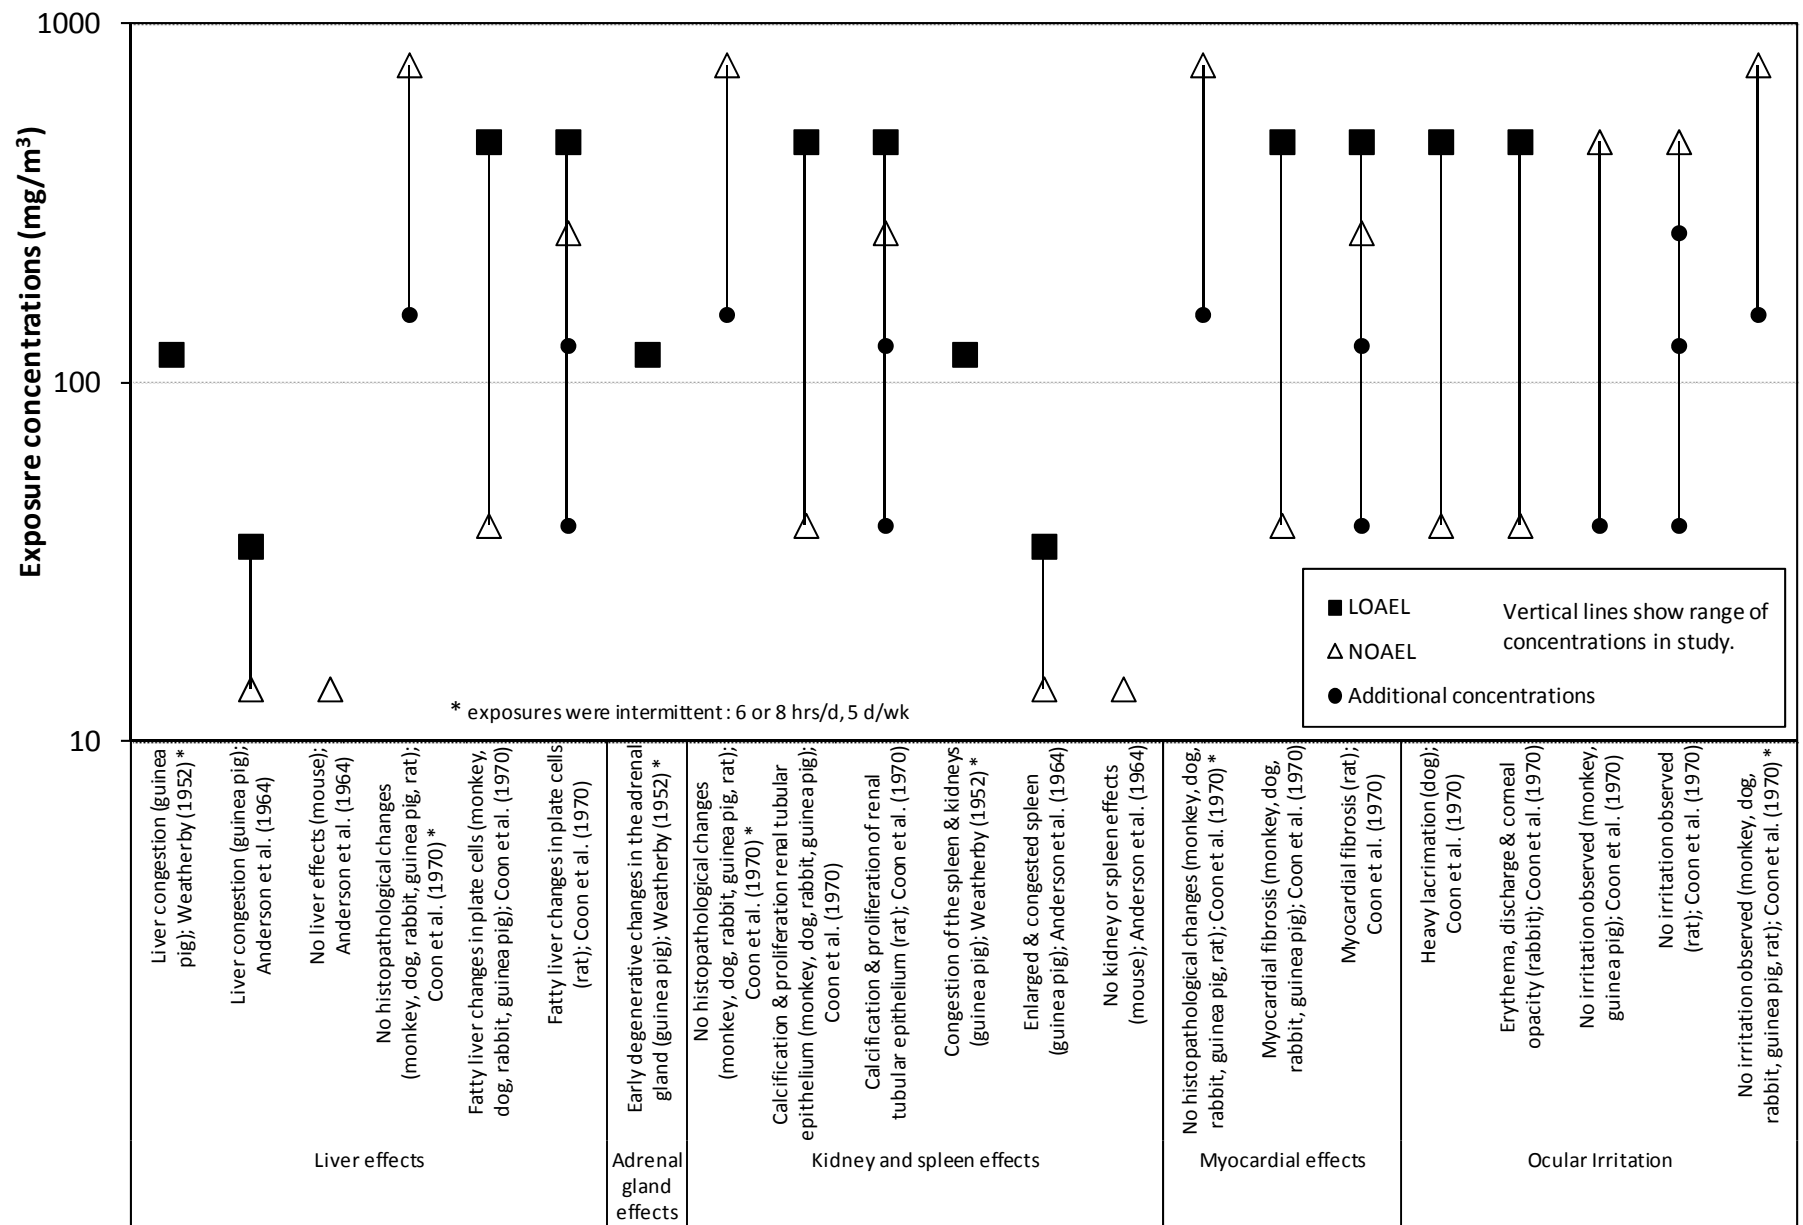 Exposure concentrations (mg/m³)
1000
100
10
LOAEL
NOAEL
Additional concentrations
Vertical lines show range of
concentrations in study.
* exposures were intermittent: 6 or 8 hrs/d, 5 d/wk
Liver congestion (guinea
pig); Weatherby (1952) *
Liver congestion (guinea pig);
Anderson et al. (1964)
No liver effects (mouse);
Anderson et al. (1964)
No histopathological changes
(monkey, dog, rabbit, guinea pig, rat);
Coon et al. (1970) *
Fatty liver changes in plate cells (monkey,
dog, rabbit, guinea pig); Coon et al. (1970)
Fatty liver changes in plate cells
(rat); Coon et al. (1970)
Early degenerative changes in the adrenal
gland (guinea pig); Weatherby (1952) *
No histopathological changes
(monkey, dog, rabbit, guinea pig, rat);
Coon et al. (1970) *
Calcification & proliferation renal tubular
epithelium (monkey, dog, rabbit, guinea pig);
Coon et al. (1970)
Calcification & proliferation of renal
tubular epithelium (rat); Coon et al. (1970)
Congestion of the spleen & kidneys
(guinea pig); Weatherby (1952) *
Enlarged & congested spleen
(guinea pig); Anderson et al. (1964)
No kidney or spleen effects
(mouse); Anderson et al. (1964)
No histopathological changes (monkey, dog,
rabbit, guinea pig, rat); Coon et al. (1970) *
Myocardial fibrosis (monkey, dog,
rabbit, guinea pig); Coon et al. (1970)
Myocardial fibrosis (rat);
Coon et al. (1970)
Heavy lacrimation (dog);
Coon et al. (1970)
Erythema, discharge & corneal
opacity (rabbit); Coon et al. (1970)
No irritation observed (monkey,
guinea pig); Coon et al. (1970)
No irritation observed
(rat); Coon et al. (1970)
No irritation observed (monkey, dog,
rabbit, guinea pig, rat); Coon et al. (1970) *
Liver effects
Adrenal
gland
effects
Kidney and spleen effects
Myocardial effects
Ocular Irritation